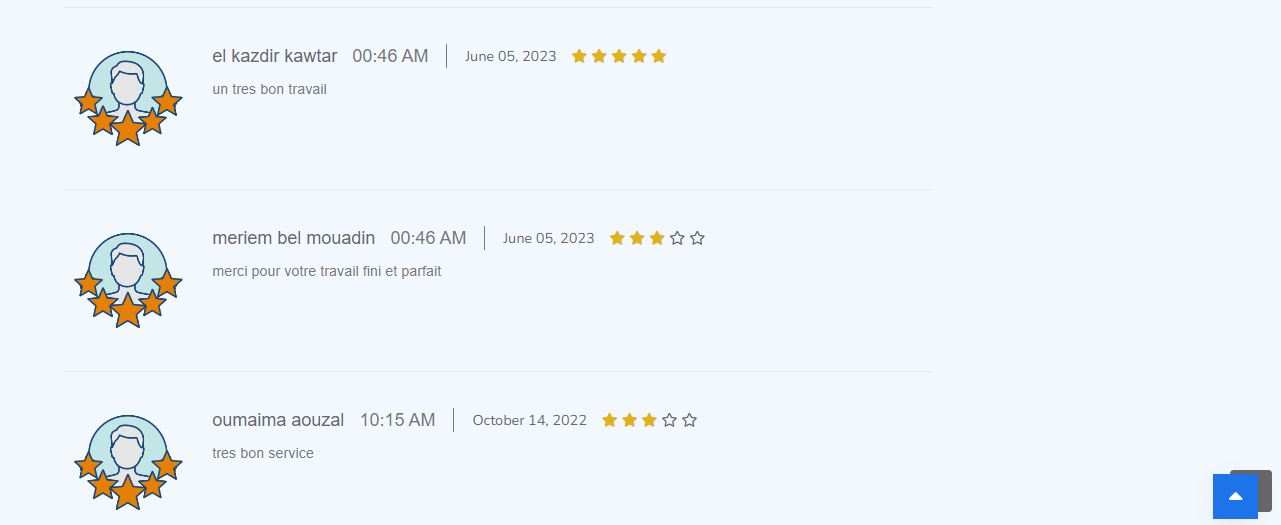 el kazdir kawtar 00:46 AM June 05, 2023
un tres bon travail
meriem bel mouadin 00:46 AM June 05, 2023
merci pour votre travail fini et parfait
oumaima aouzal 10:15 AM October 14, 2022
tres bon service